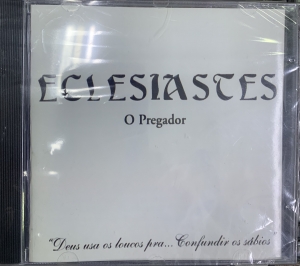 ECLESIASTES
O Pregador
"Deus usa os loucos pra... Confundir os sábios"